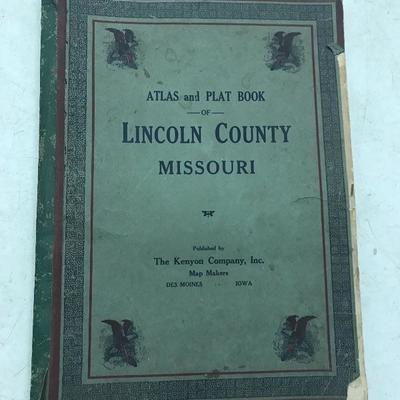 ATLAS and PLAT BOOK
OF
LINCOLN COUNTY
MISSOURI
Published by
The Kenyon Company, Inc.
Map Makers
DES MOINES IOWA